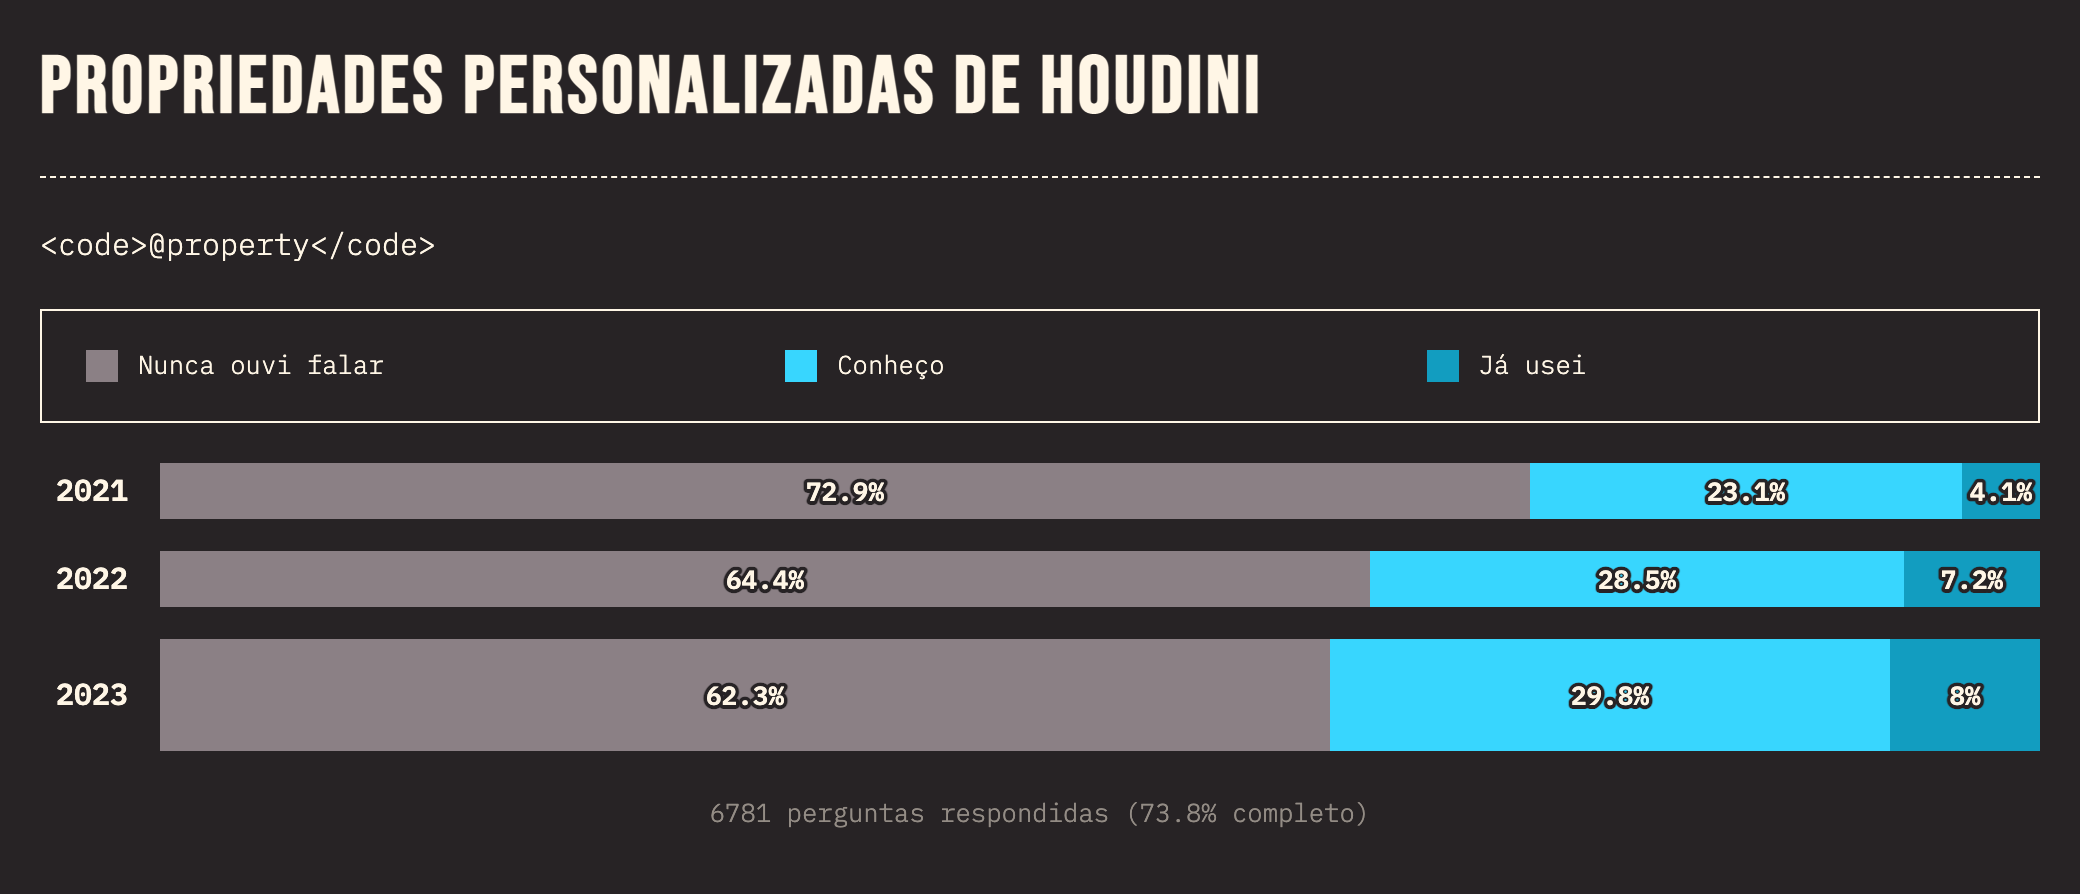 PROPRIEDADES PERSONALIZADAS DE HOUDINI
<code>@property</code>
Nunca ouvi falar Conheço Já usei
2021 72.9% 23.1% 4.1%
2022 64.4% 28.5% 7.2%
2023 62.3% 29.8% 8%
6781 perguntas respondidas (73.8% completo)